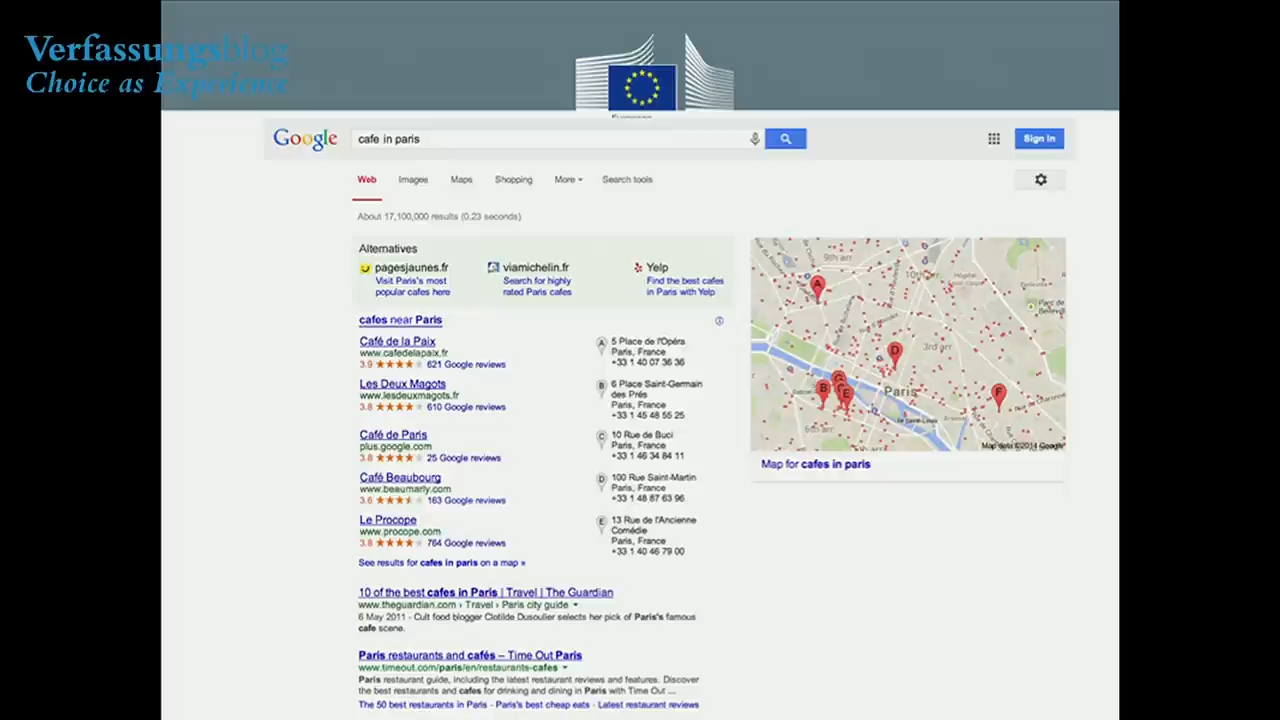 Verfassungsblog
Choice as Experience
Google
cafe in paris
Sign in
Web Images Maps Shopping More Search tools
About 17,100,000 results (0.23 seconds)
Alternatives
pagesjaunes.fr
Visit Paris's most
popular cafes here
viamichelin.fr
Search for highly
rated Paris cafes
Yelp
Find the best cafes
in Paris with Yelp
cafes near Paris
Café de la Paix
www.cafedelapaix.fr
3.9 621 Google reviews
A 5 Place de l'Opéra
Paris, France
+33 1 40 07 36 36
Les Deux Magots
www.lesdeuxmagots.fr
3.8 610 Google reviews
B 6 Place Saint-Germain
des Prés
Paris, France
+33 1 45 48 55 25
Café de Paris
plus.google.com
3.8 25 Google reviews
C 10 Rue de Buci
Paris, France
+33 1 46 34 84 11
Café Beaubourg
www.beaumarly.com
3.6 163 Google reviews
D 100 Rue Saint-Martin
Paris, France
+33 1 48 87 63 96
Le Procope
www.procope.com
3.8 764 Google reviews
E 13 Rue de l'Ancienne
Comédie
Paris, France
+33 1 40 46 79 00
See results for cafes in paris on a map »
10 of the best cafes in Paris | Travel | The Guardian
www.theguardian.com › Travel › Paris city guide
6 May 2011 - Cult food blogger Clotilde Dusoulier selects her pick of Paris's famous
cafe scene.
Paris restaurants and cafés – Time Out Paris
www.timeout.com/paris/en/restaurants-cafes
Paris restaurant guide, including the latest restaurant reviews and features. Discover
the best restaurants and cafes for drinking and dining in Paris with Time Out ...
The 50 best restaurants in Paris - Paris's best cheap eats - Latest restaurant reviews
9th arr
10th arr
A
D
3rd arr
B
C
E
F
Paris
Map data ©2014 Google
Map for cafes in paris